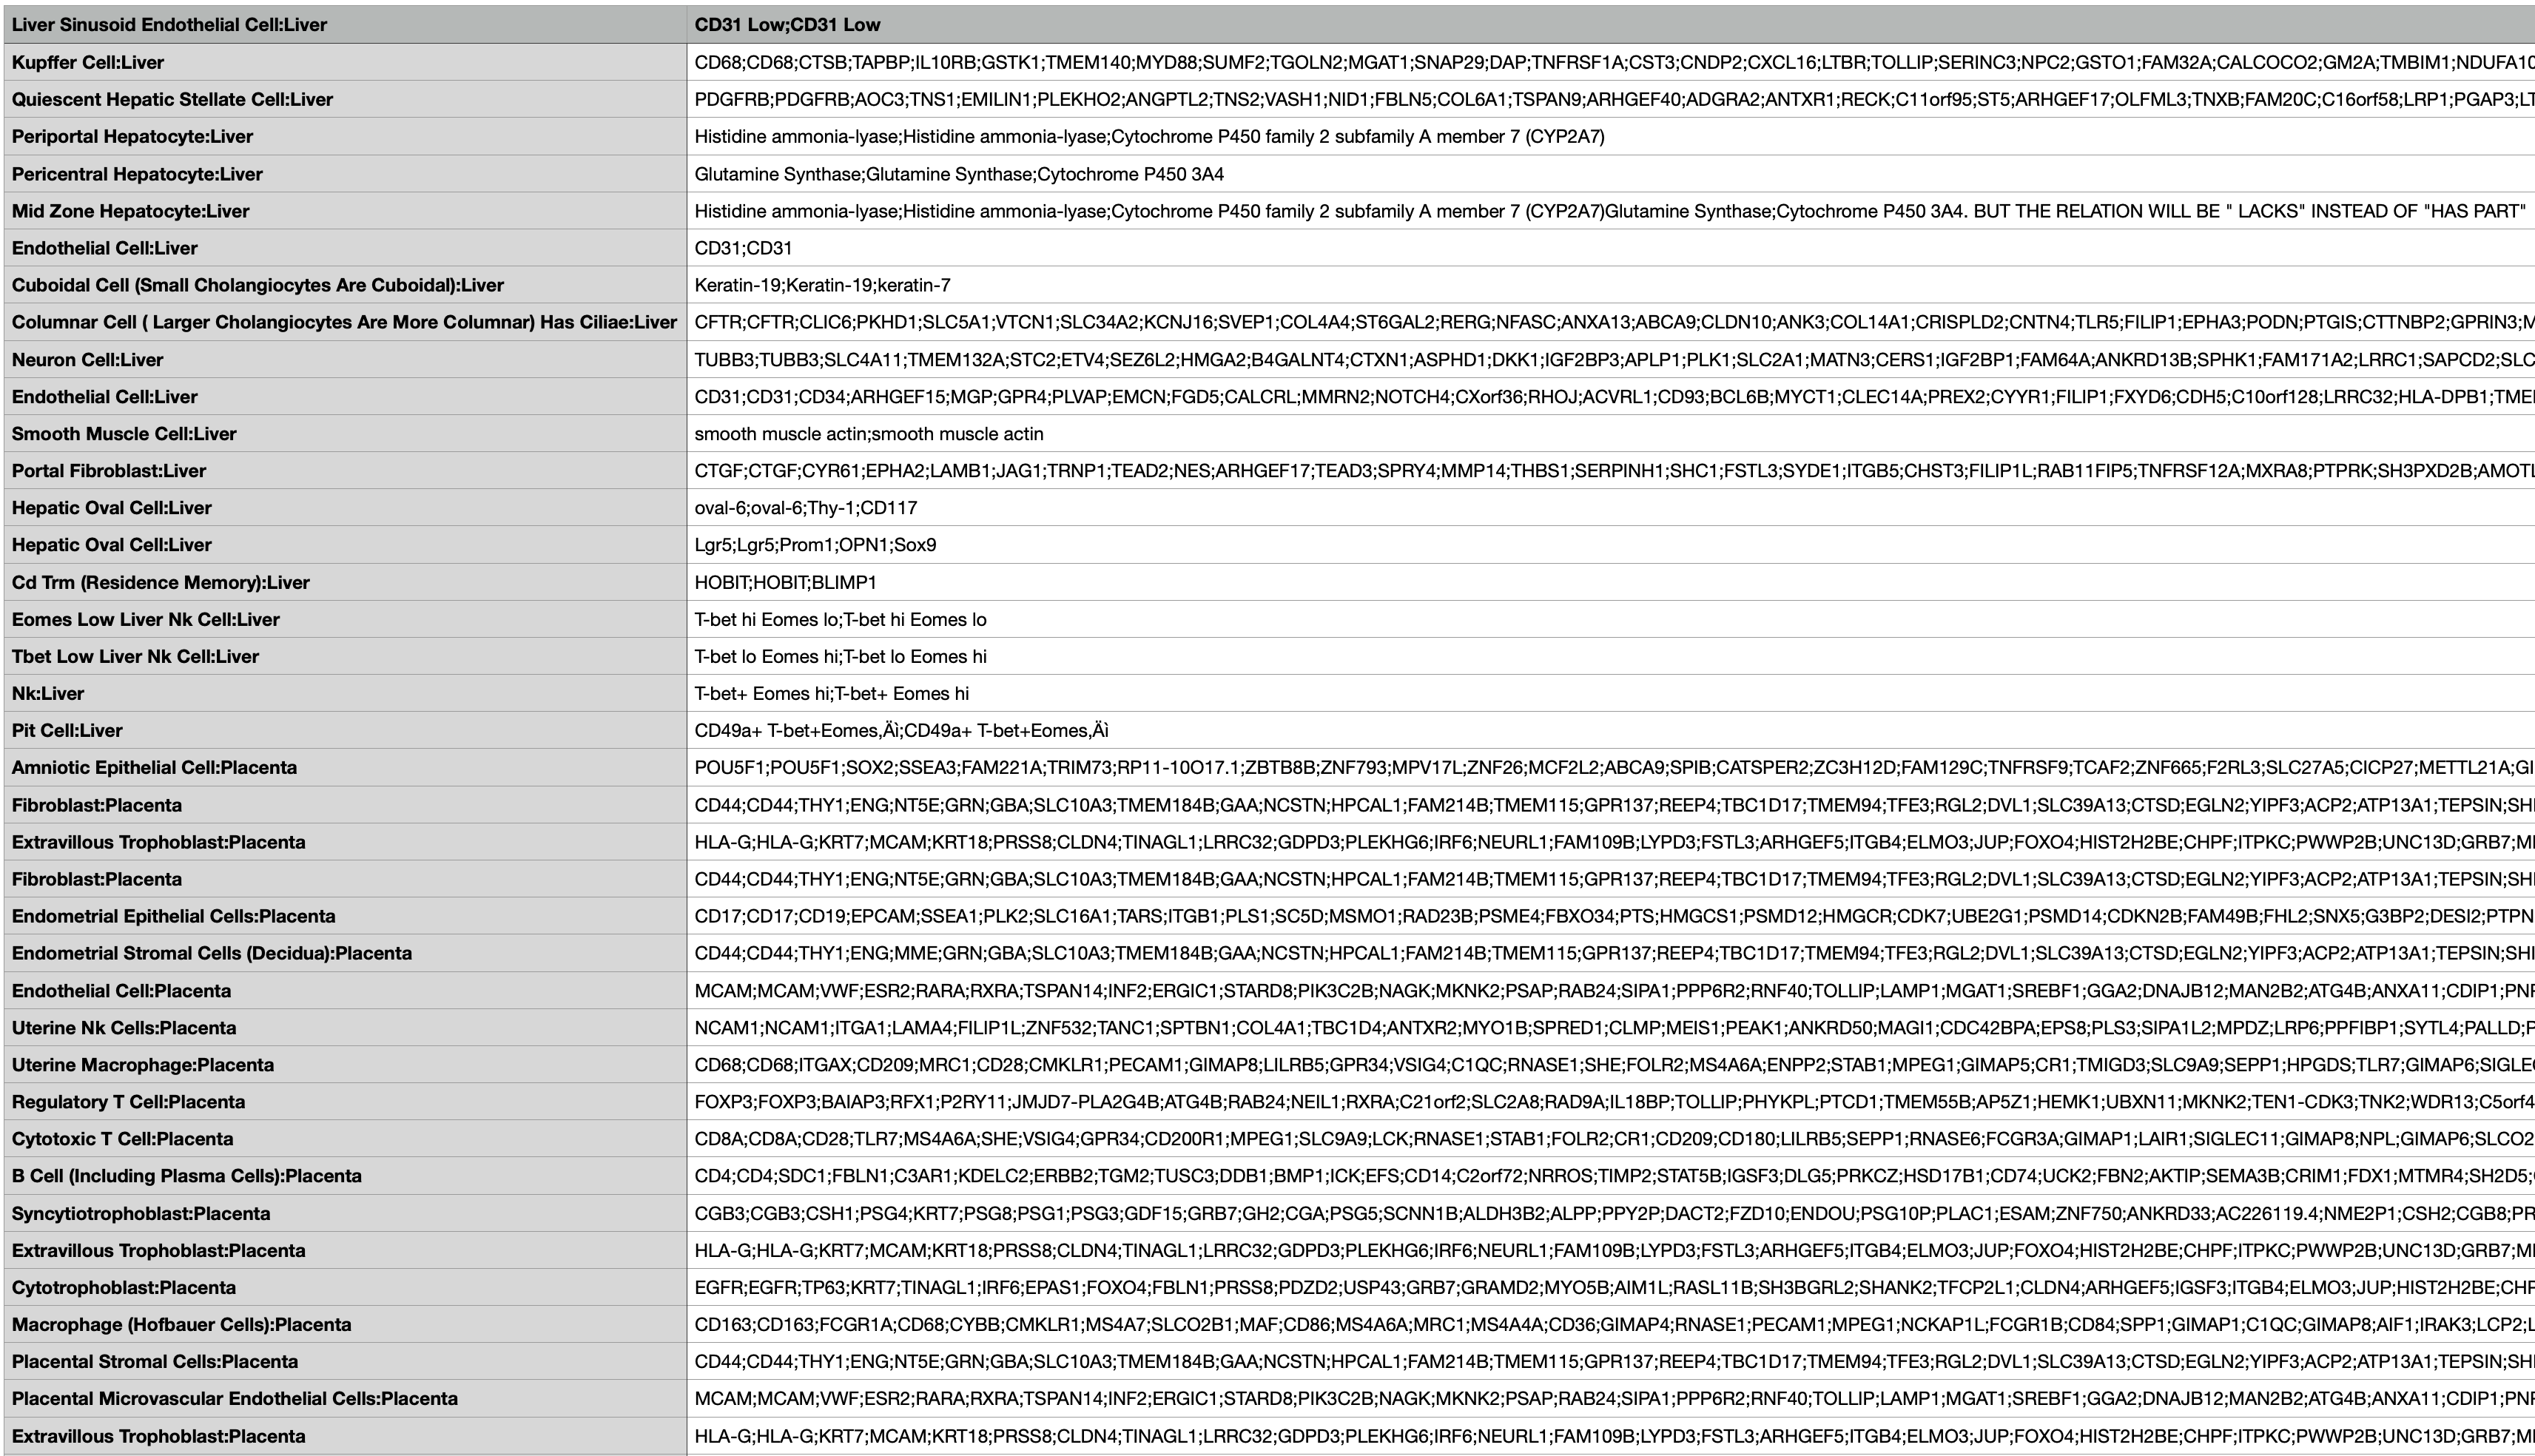 Liver Sinusoid Endothelial Cell:Liver CD31 Low;CD31 Low
Kupffer Cell:Liver CD68;CD68;CTSB;TAPBP;IL10RB;GSTK1;TMEM140;MYD88;SUMF2;TGOLN2;MGAT1;SNAP29;DAP;TNFRSF1A;CST3;CNDP2;CXCL16;LTBR;TOLLIP;SERINC3;NPC2;GSTO1;FAM32A;CALCOCO2;GM2A;TMBIM1;NDUFA10
Quiescent Hepatic Stellate Cell:Liver PDGFRB;PDGFRB;AOC3;TNS1;EMILIN1;PLEKHO2;ANGPTL2;TNS2;VASH1;NID1;FBLN5;COL6A1;TSPAN9;ARHGEF40;ADGRA2;ANTXR1;RECK;C11orf95;ST5;ARHGEF17;OLFML3;TNXB;FAM20C;C16orf58;LRP1;PGAP3;LT
Periportal Hepatocyte:Liver Histidine ammonia-lyase;Histidine ammonia-lyase;Cytochrome P450 family 2 subfamily A member 7 (CYP2A7)
Pericentral Hepatocyte:Liver Glutamine Synthase;Glutamine Synthase;Cytochrome P450 3A4
Mid Zone Hepatocyte:Liver Histidine ammonia-lyase;Histidine ammonia-lyase;Cytochrome P450 family 2 subfamily A member 7 (CYP2A7)Glutamine Synthase;Cytochrome P450 3A4. BUT THE RELATION WILL BE " LACKS" INSTEAD OF "HAS PART"
Endothelial Cell:Liver CD31;CD31
Cuboidal Cell (Small Cholangiocytes Are Cuboidal):Liver Keratin-19;Keratin-19;keratin-7
Columnar Cell ( Larger Cholangiocytes Are More Columnar) Has Ciliae:Liver CFTR;CFTR;CLIC6;PKHD1;SLC5A1;VTCN1;SLC34A2;KCNJ16;SVEP1;COL4A4;ST6GAL2;RERG;NFASC;ANXA13;ABCA9;CLDN10;ANK3;COL14A1;CRISPLD2;CNTN4;TLR5;FILIP1;EPHA3;PODN;PTGIS;CTTNBP2;GPRIN3;M
Neuron Cell:Liver TUBB3;TUBB3;SLC4A11;TMEM132A;STC2;ETV4;SEZ6L2;HMGA2;B4GALNT4;CTXN1;ASPHD1;DKK1;IGF2BP3;APLP1;PLK1;SLC2A1;MATN3;CERS1;IGF2BP1;FAM64A;ANKRD13B;SPHK1;FAM171A2;LRRC1;SAPCD2;SLC
Endothelial Cell:Liver CD31;CD31;CD34;ARHGEF15;MGP;GPR4;PLVAP;EMCN;FGD5;CALCRL;MMRN2;NOTCH4;CXorf36;RHOJ;ACVRL1;CD93;BCL6B;MYCT1;CLEC14A;PREX2;CYYR1;FILIP1;FXYD6;CDH5;C10orf128;LRRC32;HLA-DPB1;TME
Smooth Muscle Cell:Liver smooth muscle actin;smooth muscle actin
Portal Fibroblast:Liver CTGF;CTGF;CYR61;EPHA2;LAMB1;JAG1;TRNP1;TEAD2;NES;ARHGEF17;TEAD3;SPRY4;MMP14;THBS1;SERPINH1;SHC1;FSTL3;SYDE1;ITGB5;CHST3;FILIP1L;RAB11FIP5;TNFRSF12A;MXRA8;PTPRK;SH3PXD2B;AMOTL
Hepatic Oval Cell:Liver oval-6;oval-6;Thy-1;CD117
Hepatic Oval Cell:Liver Lgr5;Lgr5;Prom1;OPN1;Sox9
Cd Trm (Residence Memory):Liver HOBIT;HOBIT;BLIMP1
Eomes Low Liver Nk Cell:Liver T-bet hi Eomes lo;T-bet hi Eomes lo
Tbet Low Liver Nk Cell:Liver T-bet lo Eomes hi;T-bet lo Eomes hi
Nk:Liver T-bet+ Eomes hi;T-bet+ Eomes hi
Pit Cell:Liver CD49a+ T-bet+Eomes‚Äì;CD49a+ T-bet+Eomes‚Äì
Amniotic Epithelial Cell:Placenta POU5F1;POU5F1;SOX2;SSEA3;FAM221A;TRIM73;RP11-10O17.1;ZBTB8B;ZNF793;MPV17L;ZNF26;MCF2L2;ABCA9;SPIB;CATSPER2;ZC3H12D;FAM129C;TNFRSF9;TCAF2;ZNF665;F2RL3;SLC27A5;CICP27;METTL21A;GI
Fibroblast:Placenta CD44;CD44;THY1;ENG;NT5E;GRN;GBA;SLC10A3;TMEM184B;GAA;NCSTN;HPCAL1;FAM214B;TMEM115;GPR137;REEP4;TBC1D17;TMEM94;TFE3;RGL2;DVL1;SLC39A13;CTSD;EGLN2;YIPF3;ACP2;ATP13A1;TEPSIN;SH
Extravillous Trophoblast:Placenta HLA-G;HLA-G;KRT7;MCAM;KRT18;PRSS8;CLDN4;TINAGL1;LRRC32;GDPD3;PLEKHG6;IRF6;NEURL1;FAM109B;LYPD3;FSTL3;ARHGEF5;ITGB4;ELMO3;JUP;FOXO4;HIST2H2BE;CHPF;ITPKC;PWWP2B;UNC13D;GRB7;M
Fibroblast:Placenta CD44;CD44;THY1;ENG;NT5E;GRN;GBA;SLC10A3;TMEM184B;GAA;NCSTN;HPCAL1;FAM214B;TMEM115;GPR137;REEP4;TBC1D17;TMEM94;TFE3;RGL2;DVL1;SLC39A13;CTSD;EGLN2;YIPF3;ACP2;ATP13A1;TEPSIN;SH
Endometrial Epithelial Cells:Placenta CD17;CD17;CD19;EPCAM;SSEA1;PLK2;SLC16A1;TARS;ITGB1;PLS1;SC5D;MSMO1;RAD23B;PSME4;FBXO34;PTS;HMGCS1;PSMD12;HMGCR;CDK7;UBE2G1;PSMD14;CDKN2B;FAM49B;FHL2;SNX5;G3BP2;DESI2;PTPN
Endometrial Stromal Cells (Decidua):Placenta CD44;CD44;THY1;ENG;MME;GRN;GBA;SLC10A3;TMEM184B;GAA;NCSTN;HPCAL1;FAM214B;TMEM115;GPR137;REEP4;TBC1D17;TMEM94;TFE3;RGL2;DVL1;SLC39A13;CTSD;EGLN2;YIPF3;ACP2;ATP13A1;TEPSIN;SH
Endothelial Cell:Placenta MCAM;MCAM;VWF;ESR2;RARA;RXRA;TSPAN14;INF2;ERGIC1;STARD8;PIK3C2B;NAGK;MKNK2;PSAP;RAB24;SIPA1;PPP6R2;RNF40;TOLLIP;LAMP1;MGAT1;SREBF1;GGA2;DNAJB12;MAN2B2;ATG4B;ANXA11;CDIP1;PN
Uterine Nk Cells:Placenta NCAM1;NCAM1;ITGA1;LAMA4;FILIP1L;ZNF532;TANC1;SPTBN1;COL4A1;TBC1D4;ANTXR2;MYO1B;SPRED1;CLMP;MEIS1;PEAK1;ANKRD50;MAGI1;CDC42BPA;EPS8;PLS3;SIPA1L2;MPDZ;LRP6;PPFIBP1;SYTL4;PALLD;P
Uterine Macrophage:Placenta CD68;CD68;ITGAX;CD209;MRC1;CD28;CMKLR1;PECAM1;GIMAP8;LILRB5;GPR34;VSIG4;C1QC;RNASE1;SHE;FOLR2;MS4A6A;ENPP2;STAB1;MPEG1;GIMAP5;CR1;TMIGD3;SLC9A9;SEPP1;HPGDS;TLR7;GIMAP6;SIGLE
Regulatory T Cell:Placenta FOXP3;FOXP3;BAIAP3;RFX1;P2RY11;JMJD7-PLA2G4B;ATG4B;RAB24;NEIL1;RXRA;C21orf2;SLC2A8;RAD9A;IL18BP;TOLLIP;PHYKPL;PTCD1;TMEM55B;AP5Z1;HEMK1;UBXN11;MKNK2;TEN1-CDK3;TNK2;WDR13;C5orf4
Cytotoxic T Cell:Placenta CD8A;CD8A;CD28;TLR7;MS4A6A;SHE;VSIG4;GPR34;CD200R1;MPEG1;SLC9A9;LCK;RNASE1;STAB1;FOLR2;CR1;CD209;CD180;LILRB5;SEPP1;RNASE6;FCGR3A;GIMAP1;LAIR1;SIGLEC11;GIMAP8;NPL;GIMAP6;SLCO2
B Cell (Including Plasma Cells):Placenta CD4;CD4;SDC1;FBLN1;C3AR1;KDELC2;ERBB2;TGM2;TUSC3;DDB1;BMP1;ICK;EFS;CD14;C2orf72;NRROS;TIMP2;STAT5B;IGSF3;DLG5;PRKCZ;HSD17B1;CD74;UCK2;FBN2;AKTIP;SEMA3B;CRIM1;FDX1;MTMR4;SH2D5;
Syncytiotrophoblast:Placenta CGB3;CGB3;CSH1;PSG4;KRT7;PSG8;PSG1;PSG3;GDF15;GRB7;GH2;CGA;PSG5;SCNN1B;ALDH3B2;ALPP;PPY2P;DACT2;FZD10;ENDOU;PSG10P;PLAC1;ESAM;ZNF750;ANKRD33;AC226119.4;NME2P1;CSH2;CGB8;PR
Extravillous Trophoblast:Placenta HLA-G;HLA-G;KRT7;MCAM;KRT18;PRSS8;CLDN4;TINAGL1;LRRC32;GDPD3;PLEKHG6;IRF6;NEURL1;FAM109B;LYPD3;FSTL3;ARHGEF5;ITGB4;ELMO3;JUP;FOXO4;HIST2H2BE;CHPF;ITPKC;PWWP2B;UNC13D;GRB7;M
Cytotrophoblast:Placenta EGFR;EGFR;TP63;KRT7;TINAGL1;IRF6;EPAS1;FOXO4;FBLN1;PRSS8;PDZD2;USP43;GRB7;GRAMD2;MYO5B;AIM1L;RASL11B;SH3BGRL2;SHANK2;TFCP2L1;CLDN4;ARHGEF5;IGSF3;ITGB4;ELMO3;JUP;HIST2H2BE;CHP
Macrophage (Hofbauer Cells):Placenta CD163;CD163;FCGR1A;CD68;CYBB;CMKLR1;MS4A7;SLCO2B1;MAF;CD86;MS4A6A;MRC1;MS4A4A;CD36;GIMAP4;RNASE1;PECAM1;MPEG1;NCKAP1L;FCGR1B;CD84;SPP1;GIMAP1;C1QC;GIMAP8;AIF1;IRAK3;LCP2;L
Placental Stromal Cells:Placenta CD44;CD44;THY1;ENG;NT5E;GRN;GBA;SLC10A3;TMEM184B;GAA;NCSTN;HPCAL1;FAM214B;TMEM115;GPR137;REEP4;TBC1D17;TMEM94;TFE3;RGL2;DVL1;SLC39A13;CTSD;EGLN2;YIPF3;ACP2;ATP13A1;TEPSIN;SH
Placental Microvascular Endothelial Cells:Placenta MCAM;MCAM;VWF;ESR2;RARA;RXRA;TSPAN14;INF2;ERGIC1;STARD8;PIK3C2B;NAGK;MKNK2;PSAP;RAB24;SIPA1;PPP6R2;RNF40;TOLLIP;LAMP1;MGAT1;SREBF1;GGA2;DNAJB12;MAN2B2;ATG4B;ANXA11;CDIP1;PN
Extravillous Trophoblast:Placenta HLA-G;HLA-G;KRT7;MCAM;KRT18;PRSS8;CLDN4;TINAGL1;LRRC32;GDPD3;PLEKHG6;IRF6;NEURL1;FAM109B;LYPD3;FSTL3;ARHGEF5;ITGB4;ELMO3;JUP;FOXO4;HIST2H2BE;CHPF;ITPKC;PWWP2B;UNC13D;GRB7;M